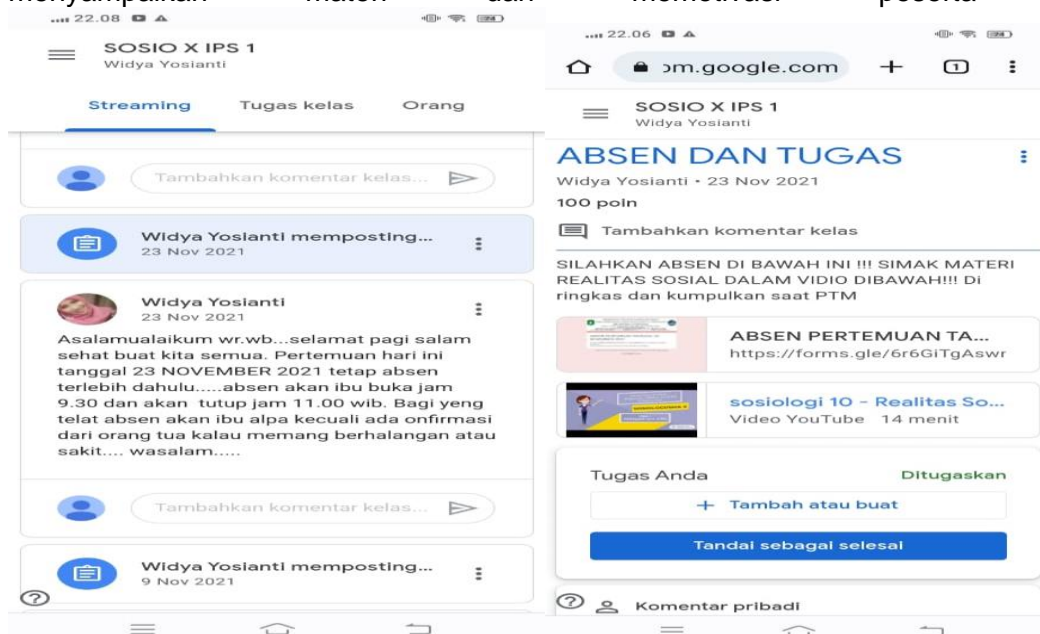 menyampaikan materi dan memotivasi peserta
22.08
SOSIO X IPS 1
Widya Yosianti
Streaming Tugas kelas Orang
Tambahkan komentar kelas...
Widya Yosianti memposting...
23 Nov 2021
Widya Yosianti
23 Nov 2021
Asalamualaikum wr.wb...selamat pagi salam
sehat buat kita semua. Pertemuan hari ini
tanggal 23 NOVEMBER 2021 tetap absen
terlebih dahulu.....absen akan ibu buka jam
9.30 dan akan tutup jam 11.00 wib. Bagi yeng
telat absen akan ibu alpa kecuali ada onfirmasi
dari orang tua kalau memang berhalangan atau
sakit.... wasalam.....
Tambahkan komentar kelas...
Widya Yosianti memposting...
9 Nov 2021
22.06
om.google.com
1
SOSIO X IPS 1
Widya Yosianti
ABSEN DAN TUGAS
Widya Yosianti • 23 Nov 2021
100 poin
Tambahkan komentar kelas
SILAHKAN ABSEN DI BAWAH INI !!! SIMAK MATERI
REALITAS SOSIAL DALAM VIDIO DIBAWAH!!! Di
ringkas dan kumpulkan saat PTM
ABSEN PERTEMUAN TA...
https://forms.gle/6r6GiTgAswr
sosiologi 10 - Realitas So...
Video YouTube 14 menit
Tugas Anda Ditugaskan
+ Tambah atau buat
Tandai sebagai selesai
Komentar pribadi